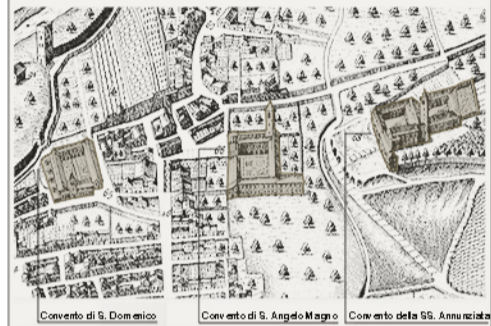 Convento di S. Domenico
Convento di S. Angelo Magno
Convento della SS. Annunziata